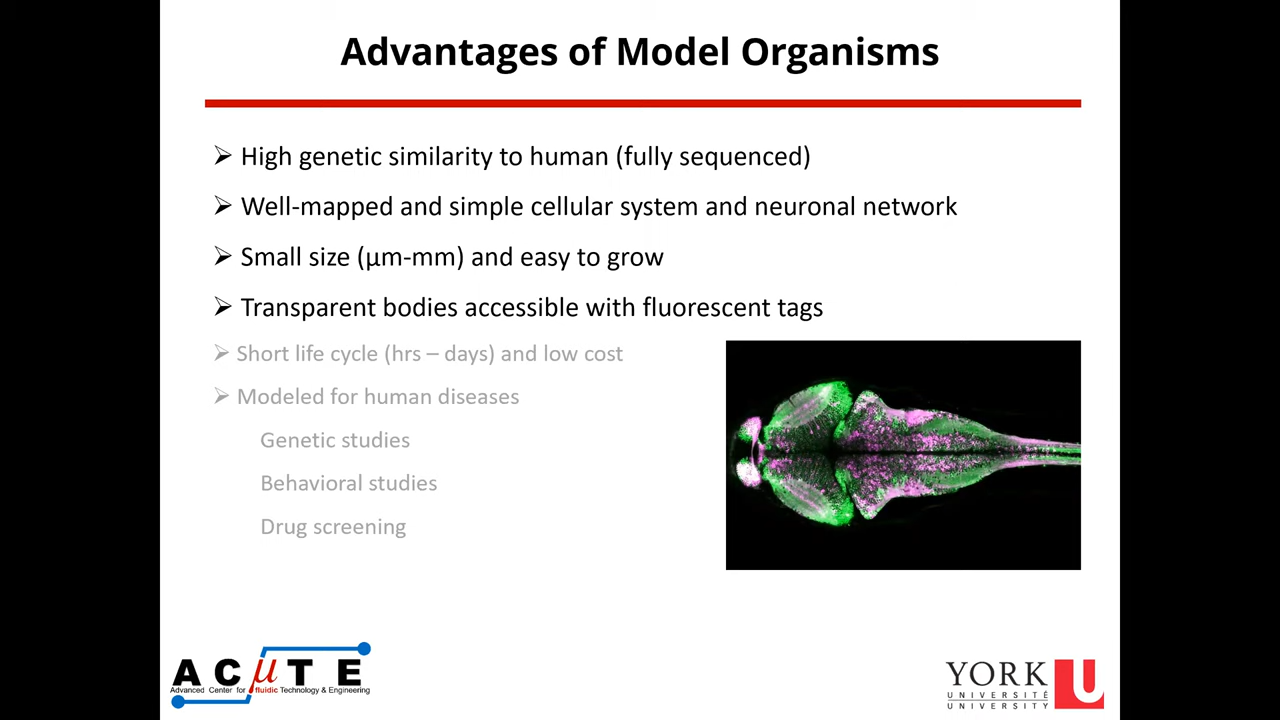 Advantages of Model Organisms
➢ High genetic similarity to human (fully sequenced)
➢ Well-mapped and simple cellular system and neuronal network
➢ Small size (µm-mm) and easy to grow
➢ Transparent bodies accessible with fluorescent tags
➢ Short life cycle (hrs – days) and low cost
➢ Modeled for human diseases
Genetic studies
Behavioral studies
Drug screening
ACµTE
Advanced Center for µfluidic Technology & Engineering
YORK U
UNIVERSITÉ
UNIVERSITY